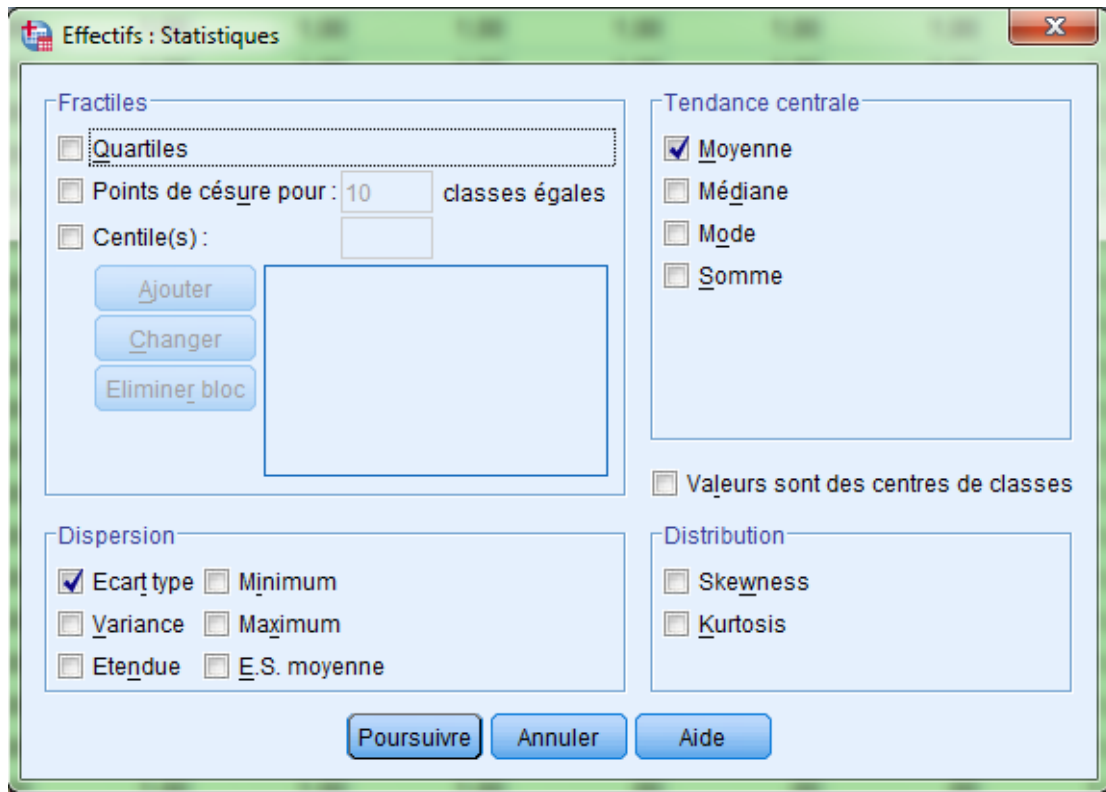 Effectifs : Statistiques
Fractiles
Quartiles
Points de césure pour : 10 classes égales
Centile(s) :
Ajouter
Changer
Eliminer bloc
Tendance centrale
Moyenne
Médiane
Mode
Somme
Valeurs sont des centres de classes
Dispersion
Ecart type Minimum
Variance Maximum
Etendue E.S. moyenne
Distribution
Skewness
Kurtosis
Poursuivre Annuler Aide